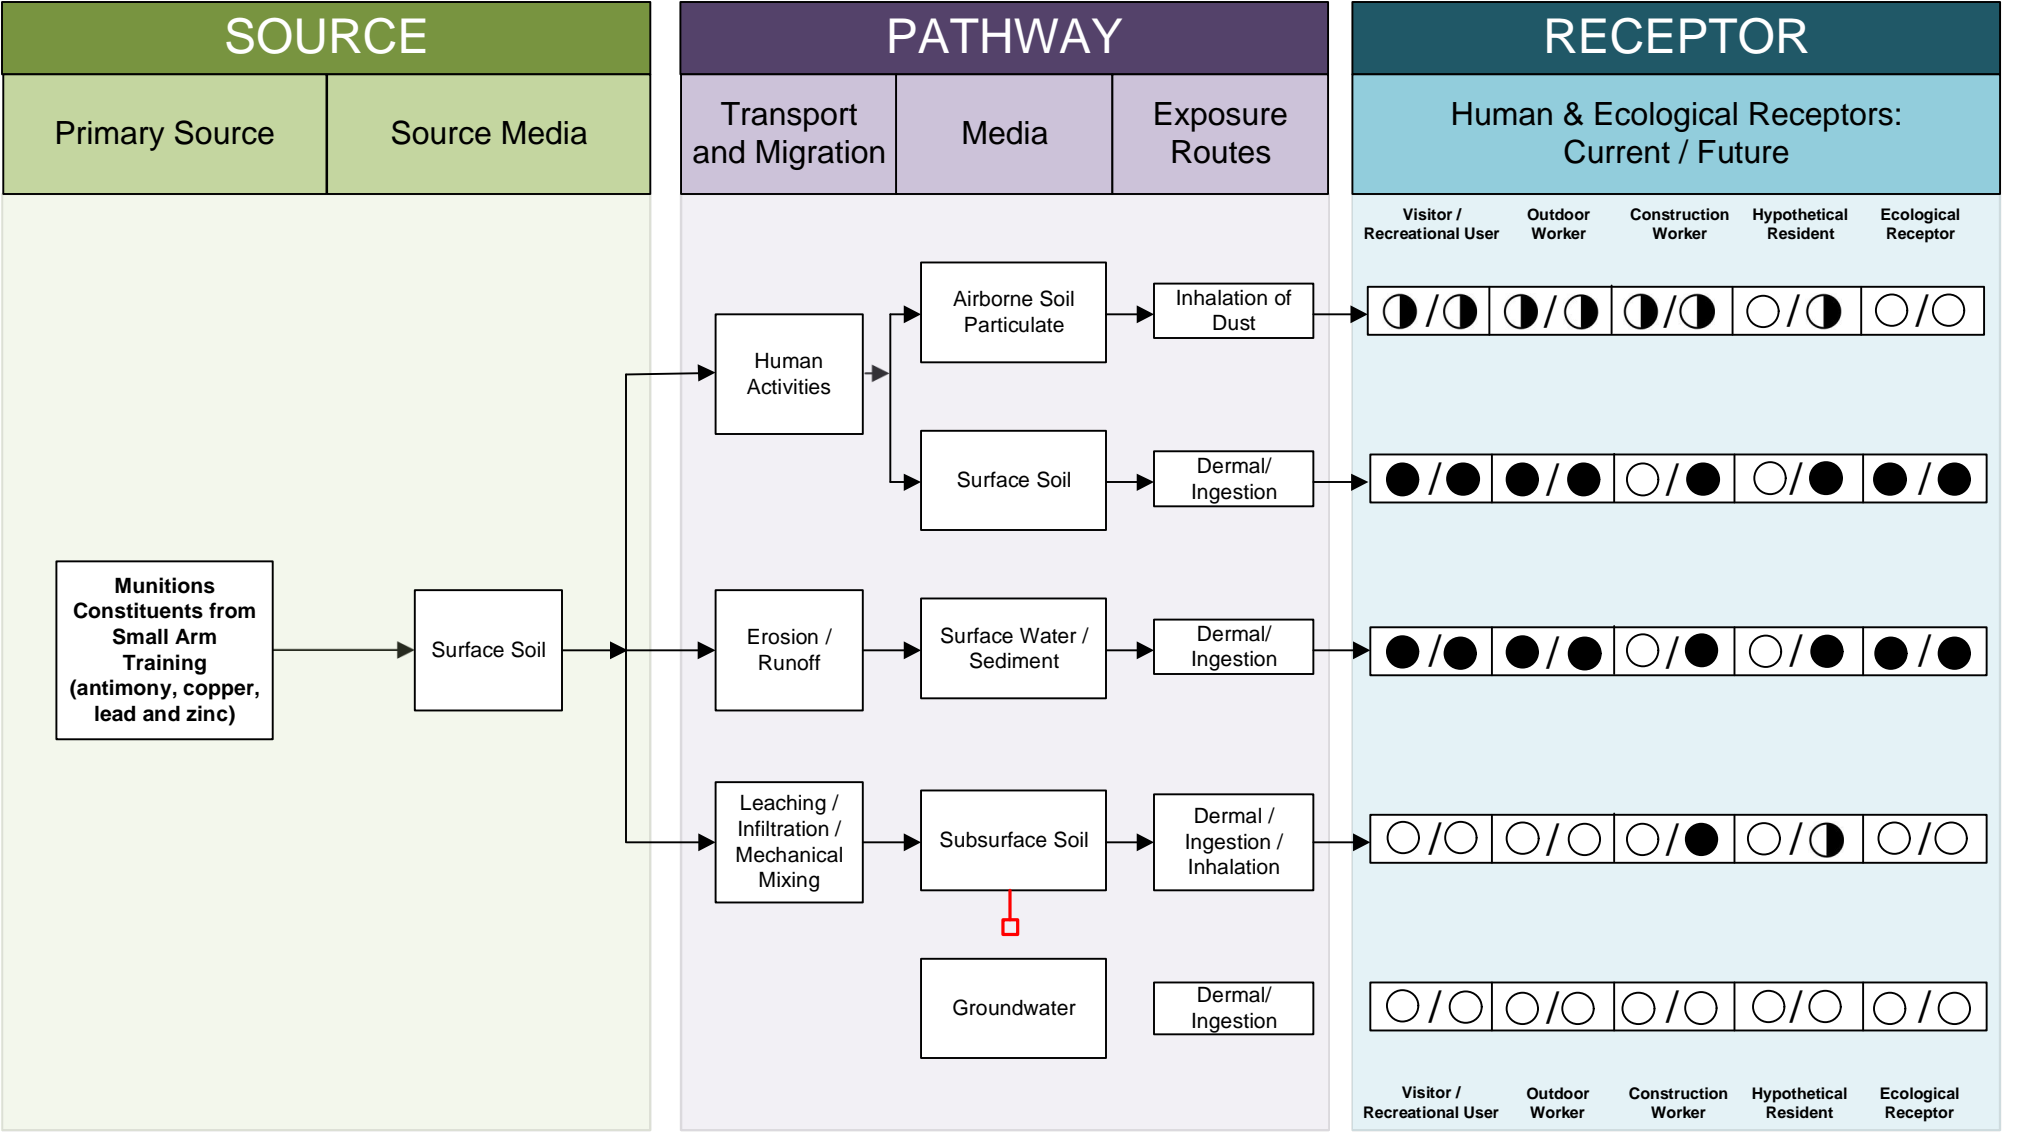 SOURCE
PATHWAY
RECEPTOR
Primary Source
Source Media
Transport
and Migration
Media
Exposure
Routes
Human & Ecological Receptors:
Current / Future
Visitor /
Recreational User
Outdoor
Worker
Construction
Worker
Hypothetical
Resident
Ecological
Receptor
Airborne Soil
Particulate
Inhalation of
Dust
/ / / / /
Human
Activities
Surface Soil
Dermal/
Ingestion
/ / / / /
Munitions
Constituents from
Small Arm
Training
(antimony, copper,
lead and zinc)
Surface Soil
Erosion /
Runoff
Surface Water /
Sediment
Dermal/
Ingestion
/ / / / /
Leaching /
Infiltration /
Mechanical
Mixing
Subsurface Soil
Dermal /
Ingestion /
Inhalation
/ / / / /
Groundwater
Dermal/
Ingestion
/ / / / /
Visitor /
Recreational User
Outdoor
Worker
Construction
Worker
Hypothetical
Resident
Ecological
Receptor